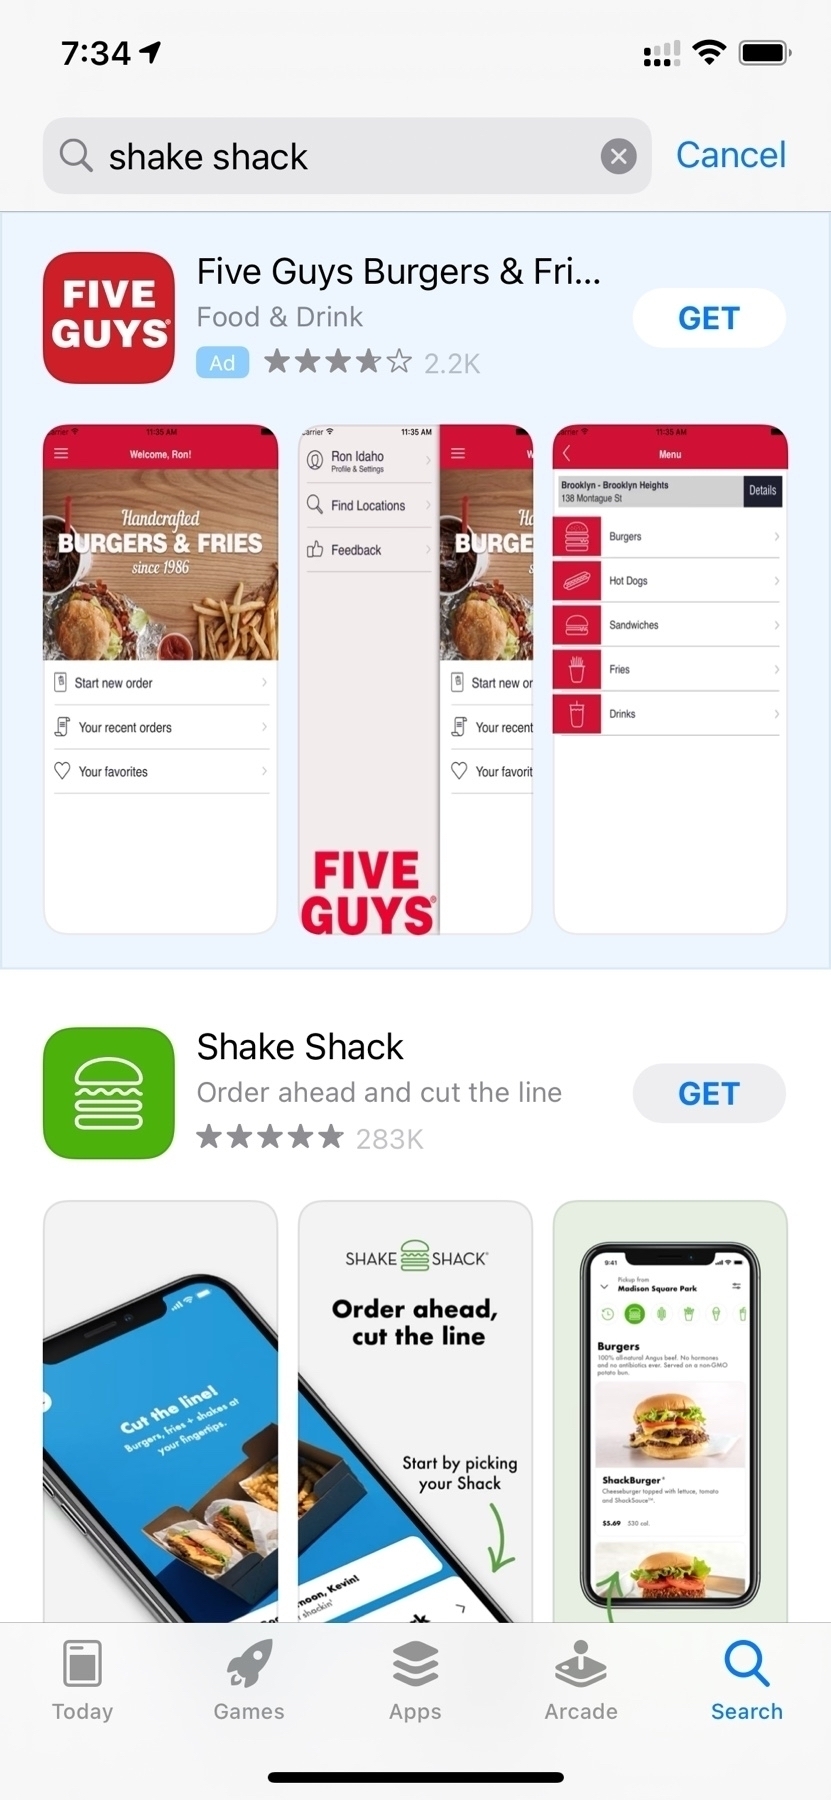 7:34
shake shack
Cancel
Five Guys Burgers & Fri...
Food & Drink
Ad
2.2K
GET
FIVE
GUYS
11:35 AM
Welcome, Ron!
Handcrafted
BURGERS & FRIES
since 1986
Start new order
Your recent orders
Your favorites
11:35 AM
Ron Idaho
Profile & Settings
Find Locations
Feedback
W
BURGE
Start new or
Your recent
Your favorit
FIVE
GUYS
11:35 AM
Menu
Brooklyn - Brooklyn Heights
138 Montague St
Details
Burgers
Hot Dogs
Sandwiches
Fries
Drinks
Shake Shack
Order ahead and cut the line
283K
GET
Cut the line!
Burgers, fries + shakes at
your fingertips.
SHAKE SHACK
Order ahead,
cut the line
Start by picking
your Shack
noon, Kevin!
shackin'
9:41
Pickup from
Madison Square Park
Burgers
100% all-natural Angus beef. No hormones
and no antibiotics ever. Served on a non-GMO
potato bun.
ShackBurger
Cheeseburger topped with lettuce, tomato
and ShackSauce™.
$5.69 530 cal.
Today
Games
Apps
Arcade
Search